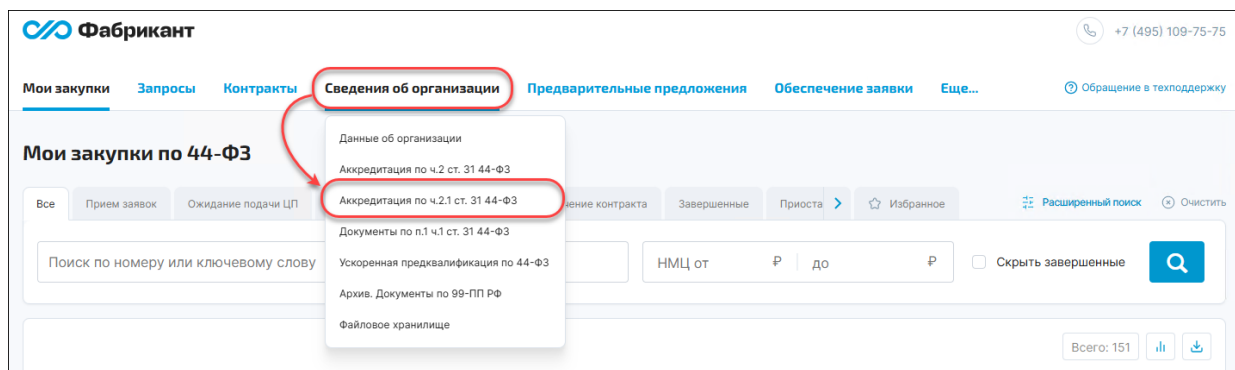 Фабрикант
+7 (495) 109-75-75
Мои закупки Запросы Контракты Сведения об организации Предварительные предложения Обеспечение заявки Еще... Обращение в техподдержку
Данные об организации
Мои закупки по 44-ФЗ
Аккредитация по ч.2 ст. 31 44-ФЗ
Все Прием заявок Ожидание подачи ЦП Аккредитация по ч.2.1 ст. 31 44-ФЗ контракта Завершенные Приоста Избранное Расширенный поиск Очистить
Документы по п.1 ч.1 ст. 31 44-ФЗ
Поиск по номеру или ключевому слову Ускоренная предквалификация по 44-ФЗ НМЦ от ₽ до ₽ Скрыть завершенные
Архив. Документы по 99-ПП РФ
Файловое хранилище
Всего: 151